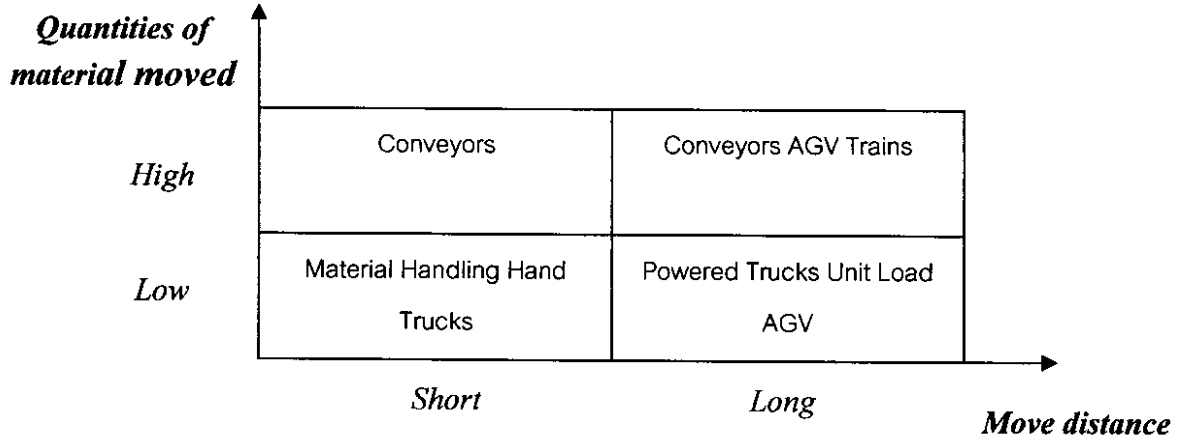 Quantities of
material moved
High
Conveyors
Conveyors AGV Trains
Low
Material Handling Hand
Trucks
Powered Trucks Unit Load
AGV
Short
Long
Move distance